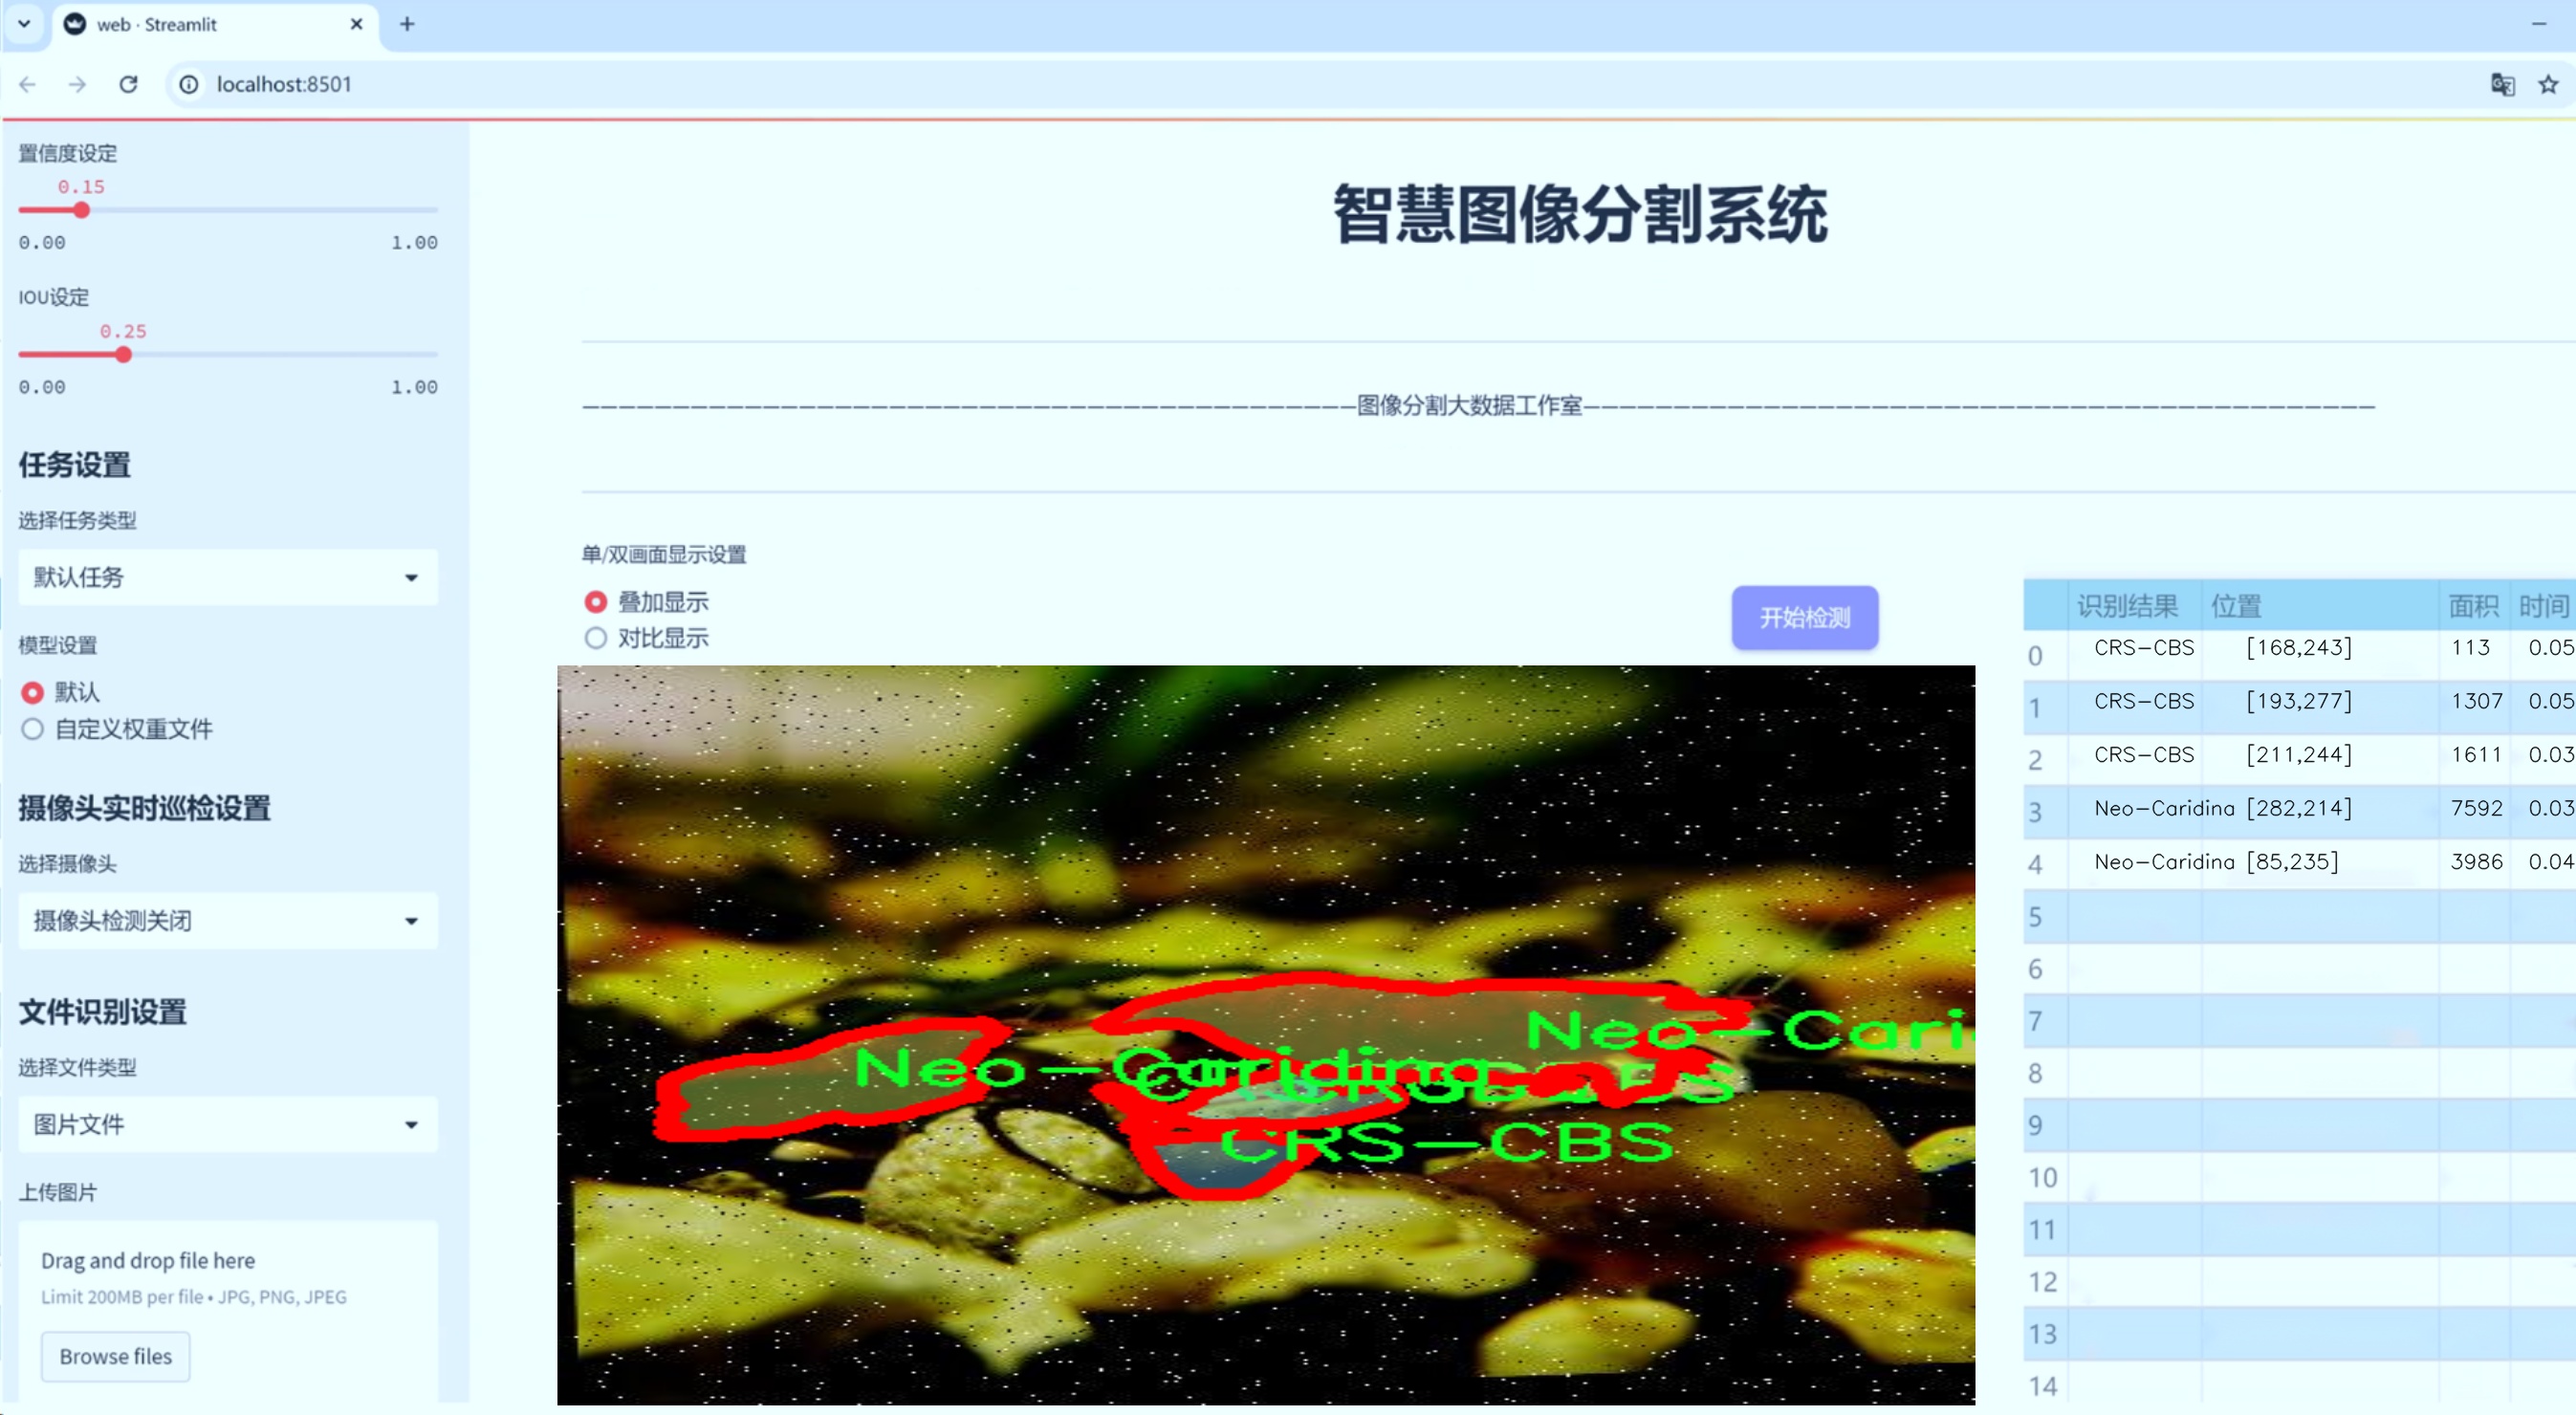 web · Streamlit
localhost:8501
置信度设定
0.15
0.00 1.00
IOU设定
0.25
0.00 1.00
任务设置
选择任务类型
默认任务
模型设置
默认
自定义权重文件
摄像头实时巡检设置
选择摄像头
摄像头检测关闭
文件识别设置
选择文件类型
图片文件
上传图片
Drag and drop file here
Limit 200MB per file • JPG, PNG, JPEG
Browse files
智慧图像分割系统
图像分割大数据工作室
单/双画面显示设置
叠加显示
对比显示
开始检测
Neo-Cari
Neo-Caridina
CRS-CBS
识别结果 位置 面积 时间
0 CRS-CBS [168,243] 113 0.05
1 CRS-CBS [193,277] 1307 0.05
2 CRS-CBS [211,244] 1611 0.03
3 Neo-Caridina [282,214] 7592 0.03
4 Neo-Caridina [85,235] 3986 0.04
5
6
7
8
9
10
11
12
13
14